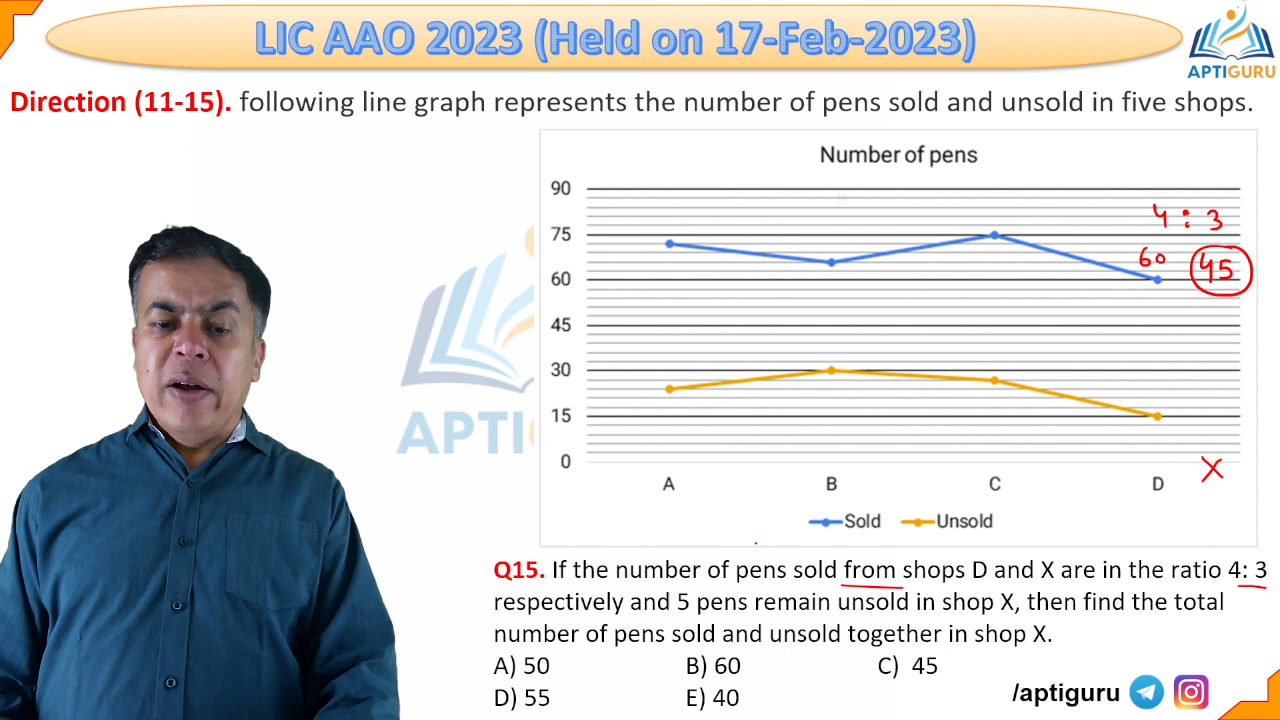 LIC AAO 2023 (Held on 17-Feb-2023)
APTIGURU
Direction (11-15). following line graph represents the number of pens sold and unsold in five shops.
Number of pens
90
4 : 3
75
60 45
60
45
30
APTI
15
0
X
A B C D
Sold Unsold
Q15. If the number of pens sold from shops D and X are in the ratio 4: 3
respectively and 5 pens remain unsold in shop X, then find the total
number of pens sold and unsold together in shop X.
A) 50 B) 60 C) 45
D) 55 E) 40
/aptiguru